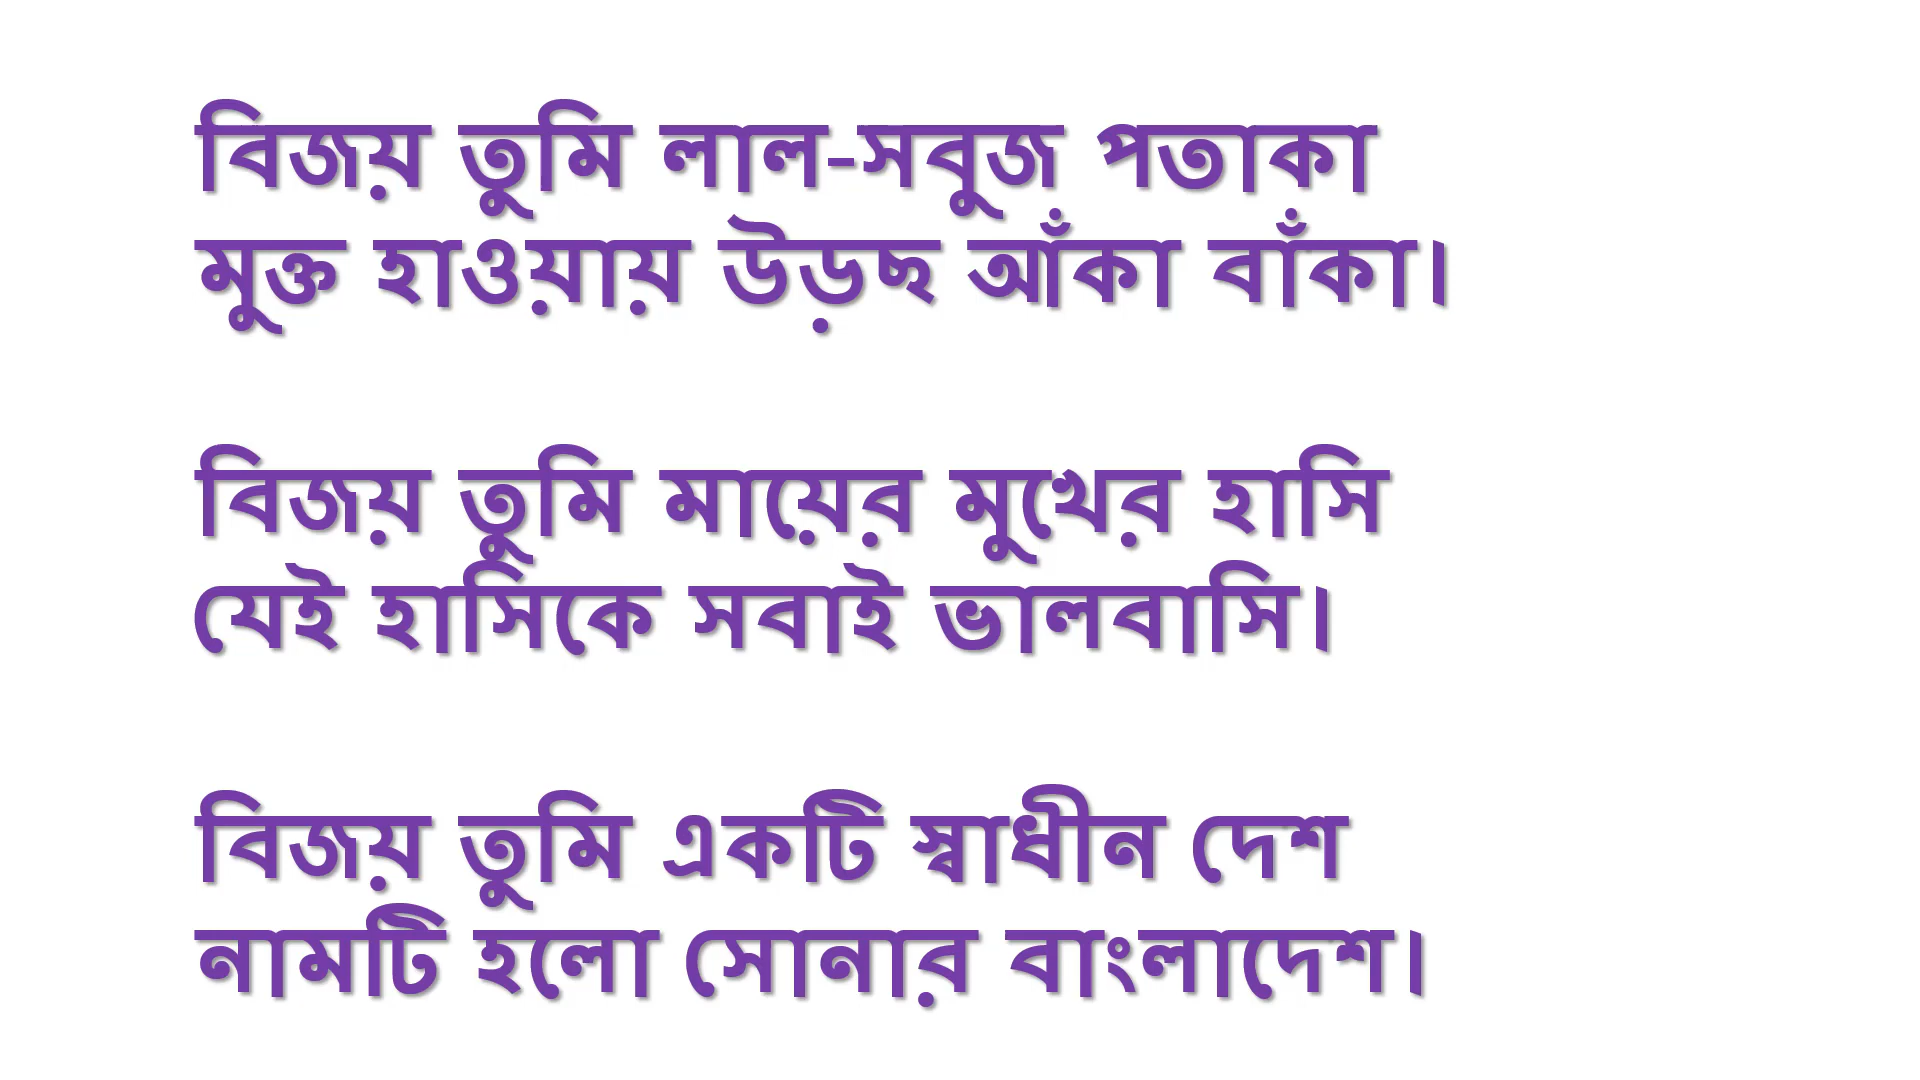 বিজয় তুমি লাল-সবুজ পতাকা
মুক্ত হাওয়ায় উড়ছ আঁকা বাঁকা।
বিজয় তুমি মায়ের মুখের হাসি
যেই হাসিকে সবাই ভালবাসি।
বিজয় তুমি একটি স্বাধীন দেশ
নামটি হলো সোনার বাংলাদেশ।